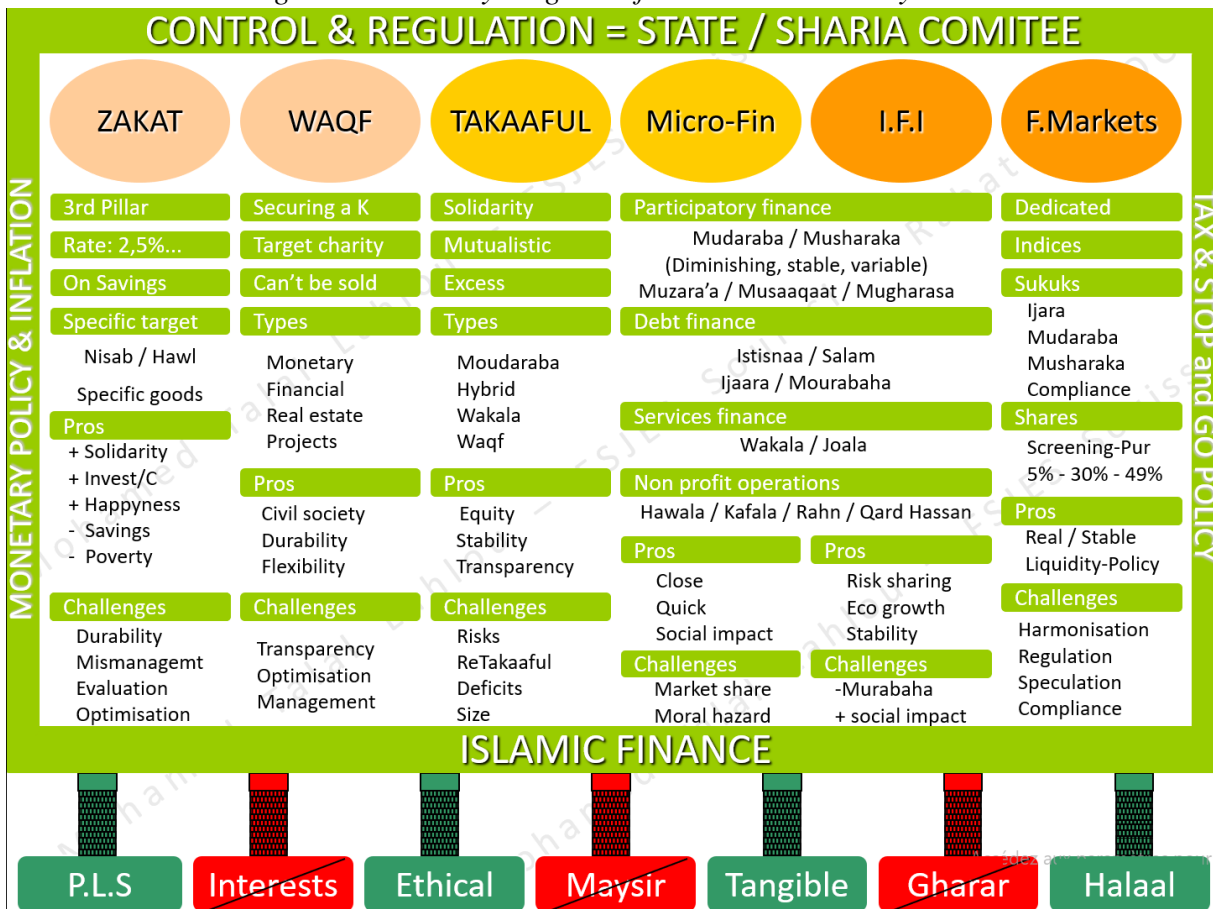 CONTROL & REGULATION = STATE / SHARIA COMITEE
MONETARY POLICY & INFLATION
TAX & STOP and GO POLICY
ZAKAT
3rd Pillar
Rate: 2,5%...
On Savings
Specific target
Nisab / Hawl
Specific goods
Pros
+ Solidarity
+ Invest/C
+ Happyness
- Savings
- Poverty
Challenges
Durability
Mismanagemt
Evaluation
Optimisation
WAQF
Securing a K
Target charity
Can't be sold
Types
Monetary
Financial
Real estate
Projects
Pros
Civil society
Durability
Flexibility
Challenges
Transparency
Optimisation
Management
TAKAAFUL
Solidarity
Mutualistic
Excess
Types
Moudaraba
Hybrid
Wakala
Waqf
Pros
Equity
Stability
Transparency
Challenges
Risks
ReTakaaful
Deficits
Size
Micro-Fin
I.F.I
Participatory finance
Mudaraba / Musharaka
(Diminishing, stable, variable)
Muzara'a / Musaaqaat / Mugharasa
Debt finance
Istisnaa / Salam
Ijaara / Mourabaha
Services finance
Wakala / Joala
Non profit operations
Hawala / Kafala / Rahn / Qard Hassan
Pros
Close
Quick
Social impact
Challenges
Market share
Moral hazard
Pros
Risk sharing
Eco growth
Stability
Challenges
-Murabaha
+ social impact
F.Markets
Dedicated
Indices
Sukuks
Ijara
Mudaraba
Musharaka
Compliance
Shares
Screening-Pur
5% - 30% - 49%
Pros
Real / Stable
Liquidity-Policy
Challenges
Harmonisation
Regulation
Speculation
Compliance
ISLAMIC FINANCE
P.L.S
Interests
Ethical
Maysir
Tangible
Gharar
Halaal